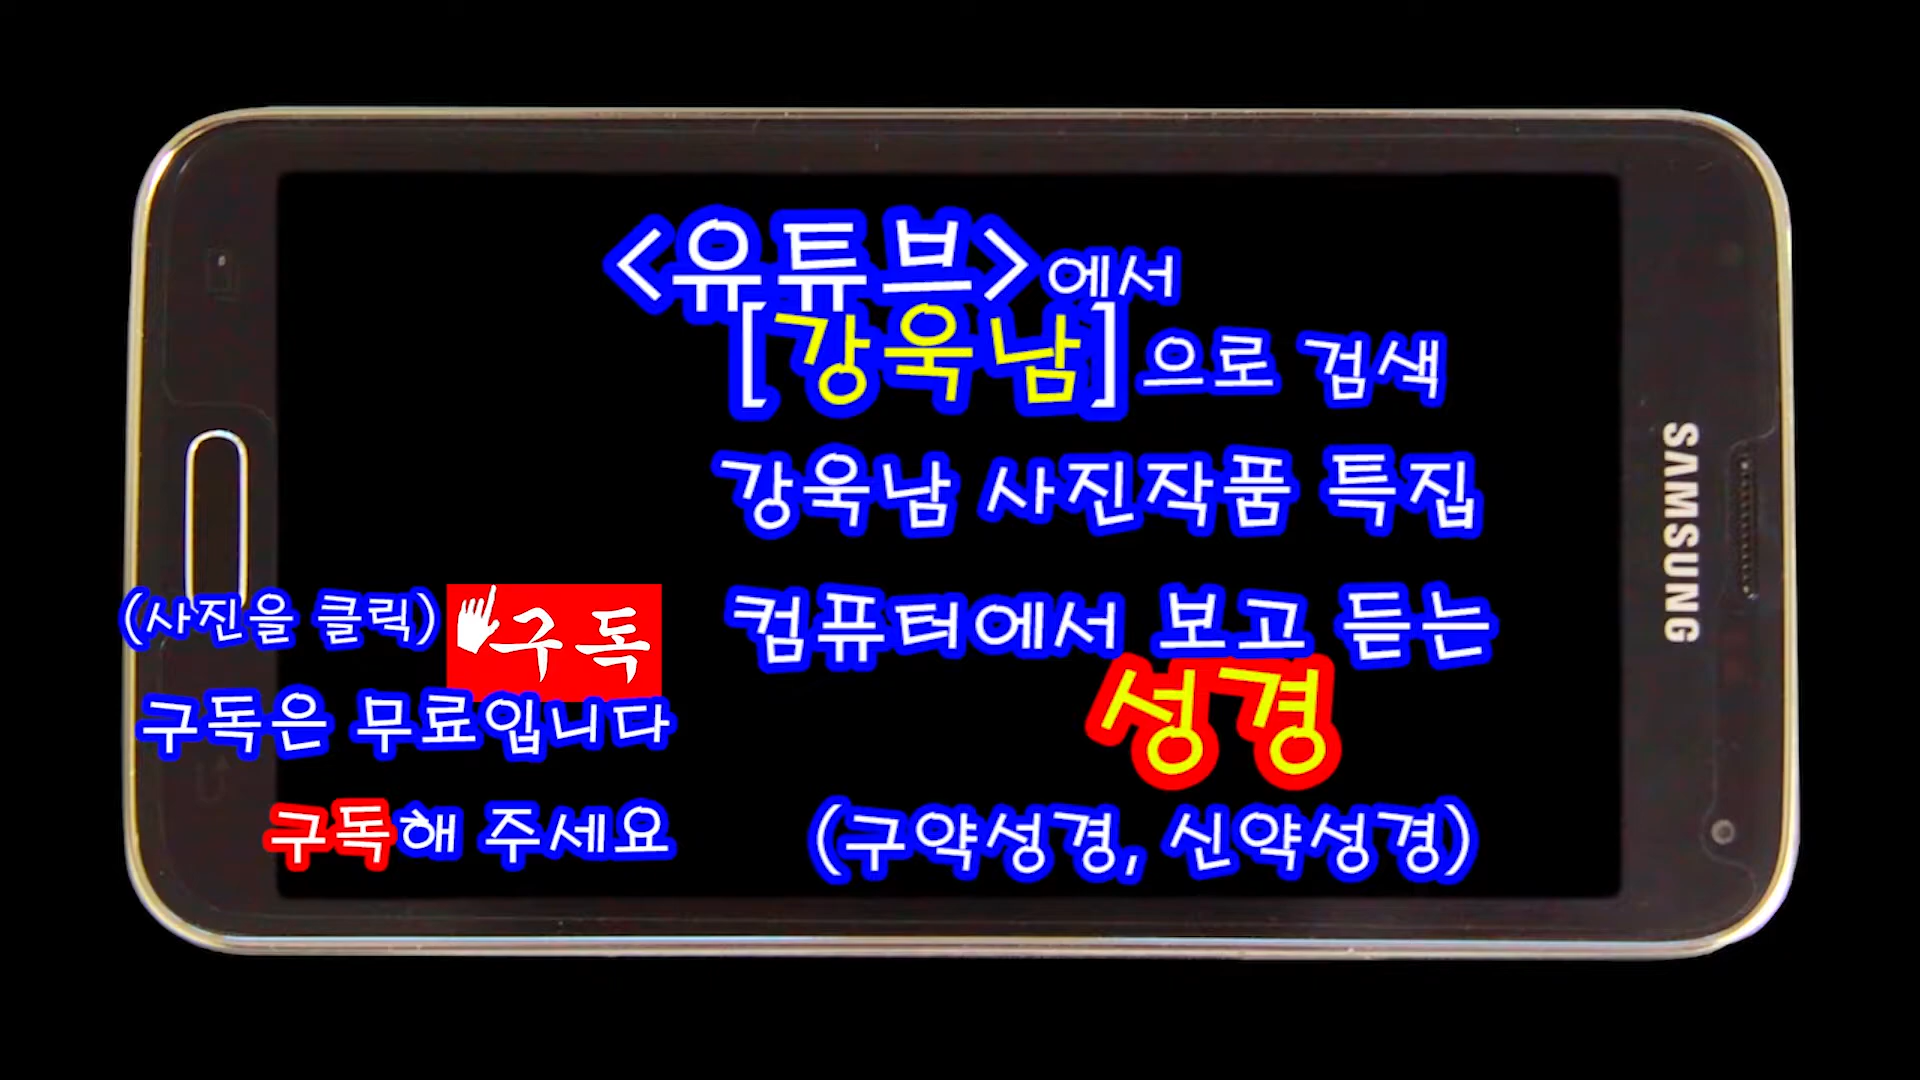 <유튜브>에서
[강욱남]으로 검색
강욱남 사진작품 특집
컴퓨터에서 보고 듣는
성경
(구약성경, 신약성경)
(사진을 클릭) 구독
구독은 무료입니다
구독해 주세요
SAMSUNG